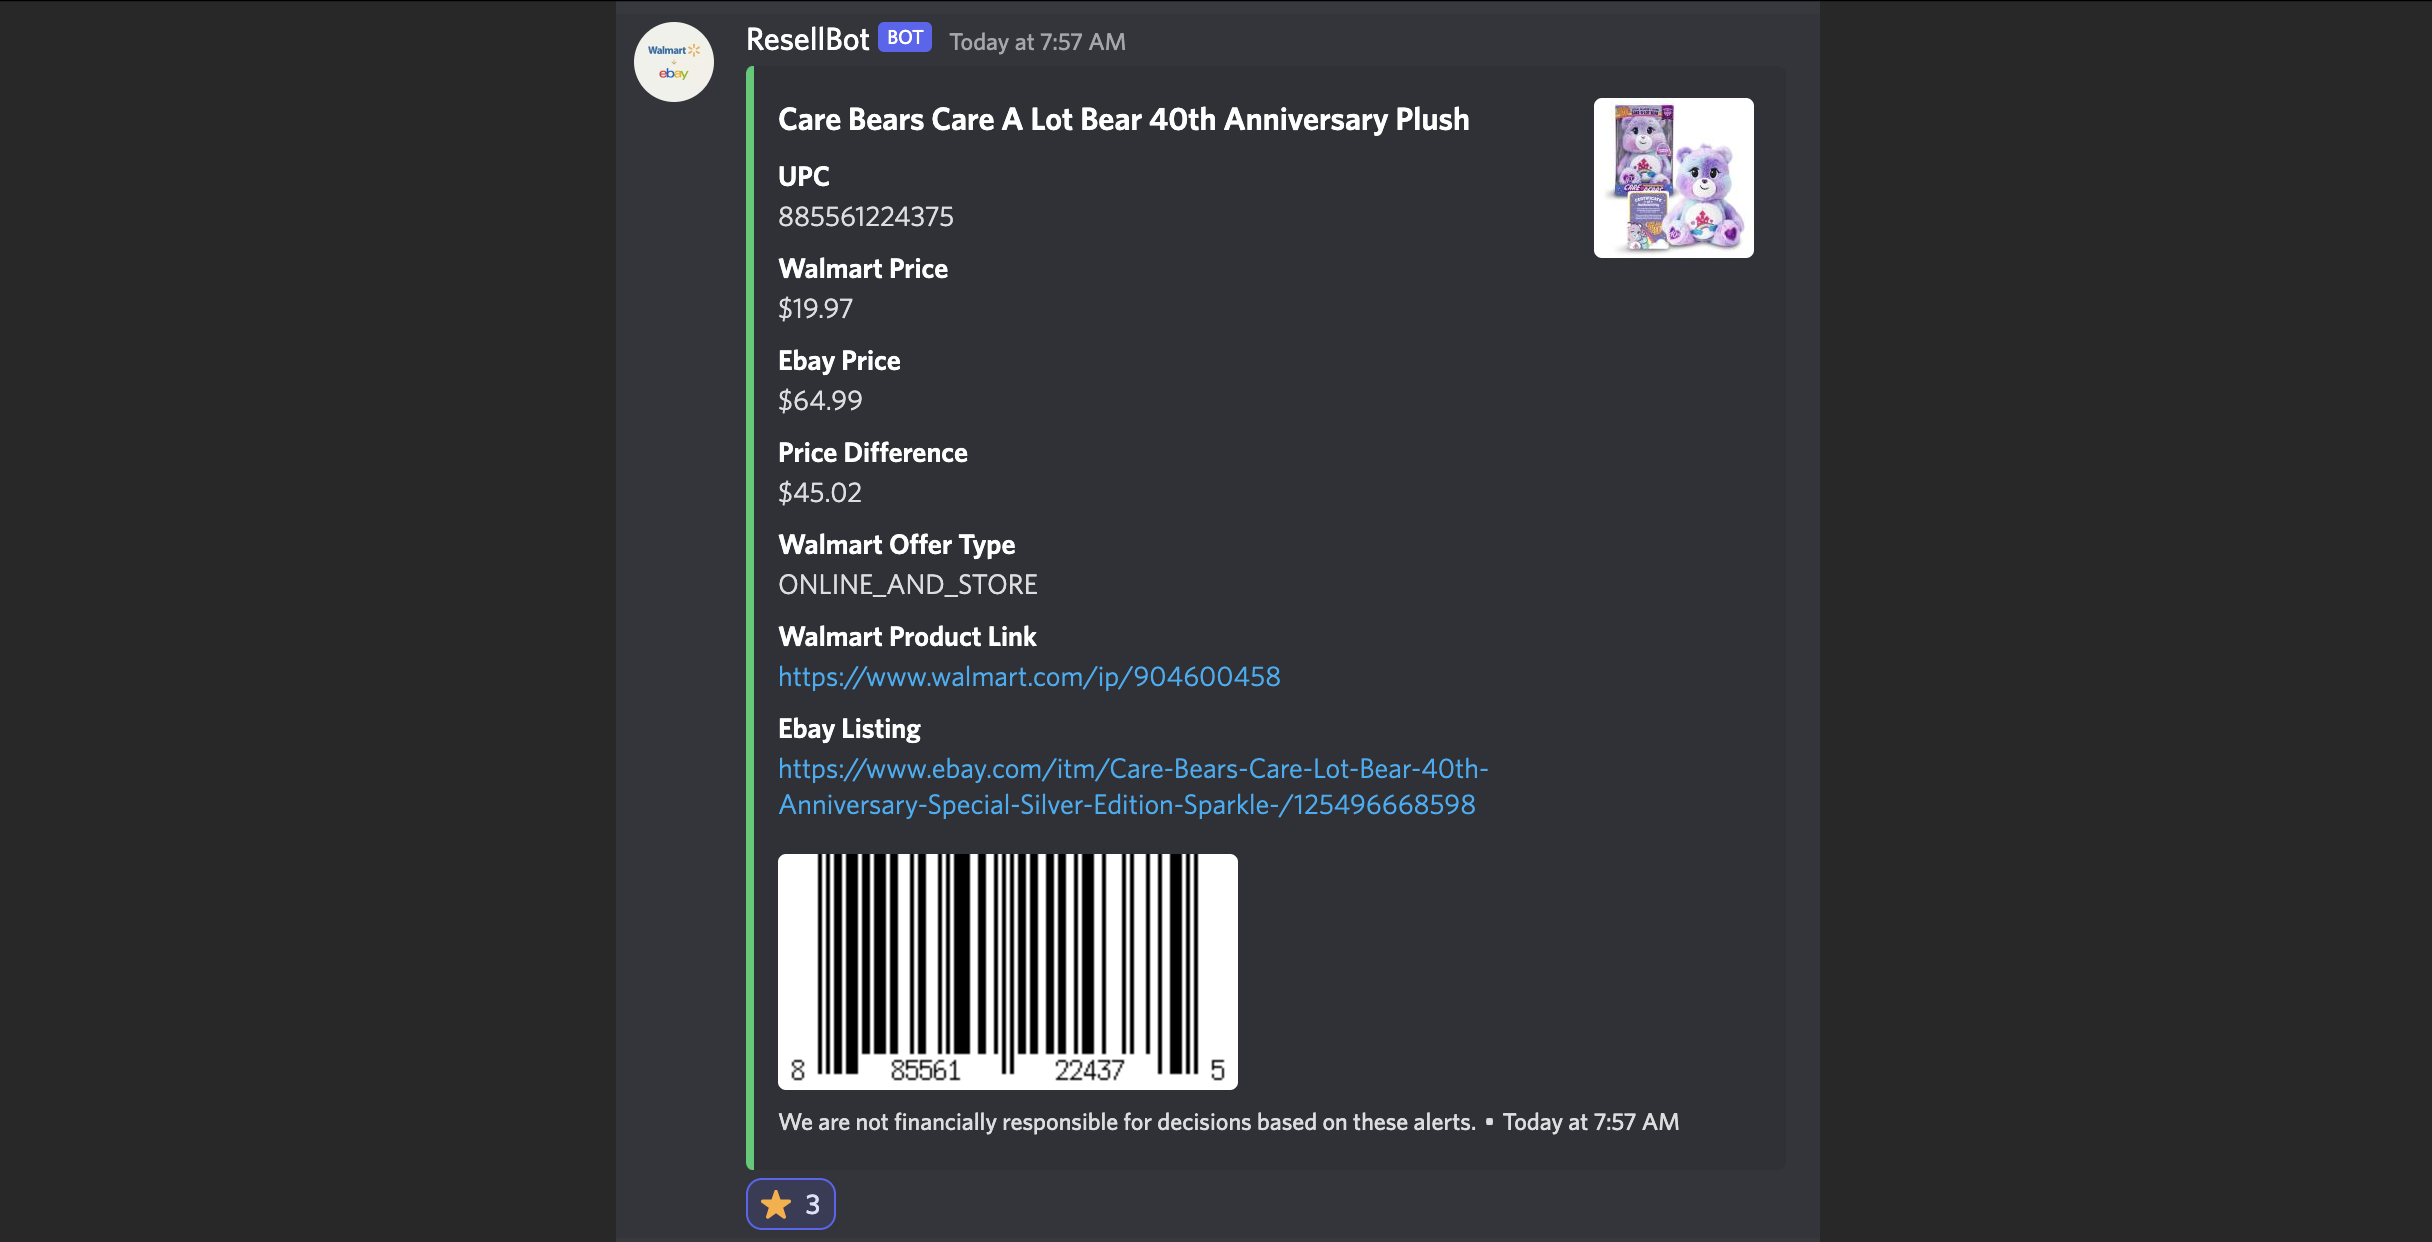 Walmart
ebay
ResellBot BOT Today at 7:57 AM
Care Bears Care A Lot Bear 40th Anniversary Plush
UPC
885561224375
Walmart Price
$19.97
Ebay Price
$64.99
Price Difference
$45.02
Walmart Offer Type
ONLINE_AND_STORE
Walmart Product Link
https://www.walmart.com/ip/904600458
Ebay Listing
https://www.ebay.com/itm/Care-Bears-Care-Lot-Bear-40th-
Anniversary-Special-Silver-Edition-Sparkle-/125496668598
8 85561 22437 5
We are not financially responsible for decisions based on these alerts. • Today at 7:57 AM
3